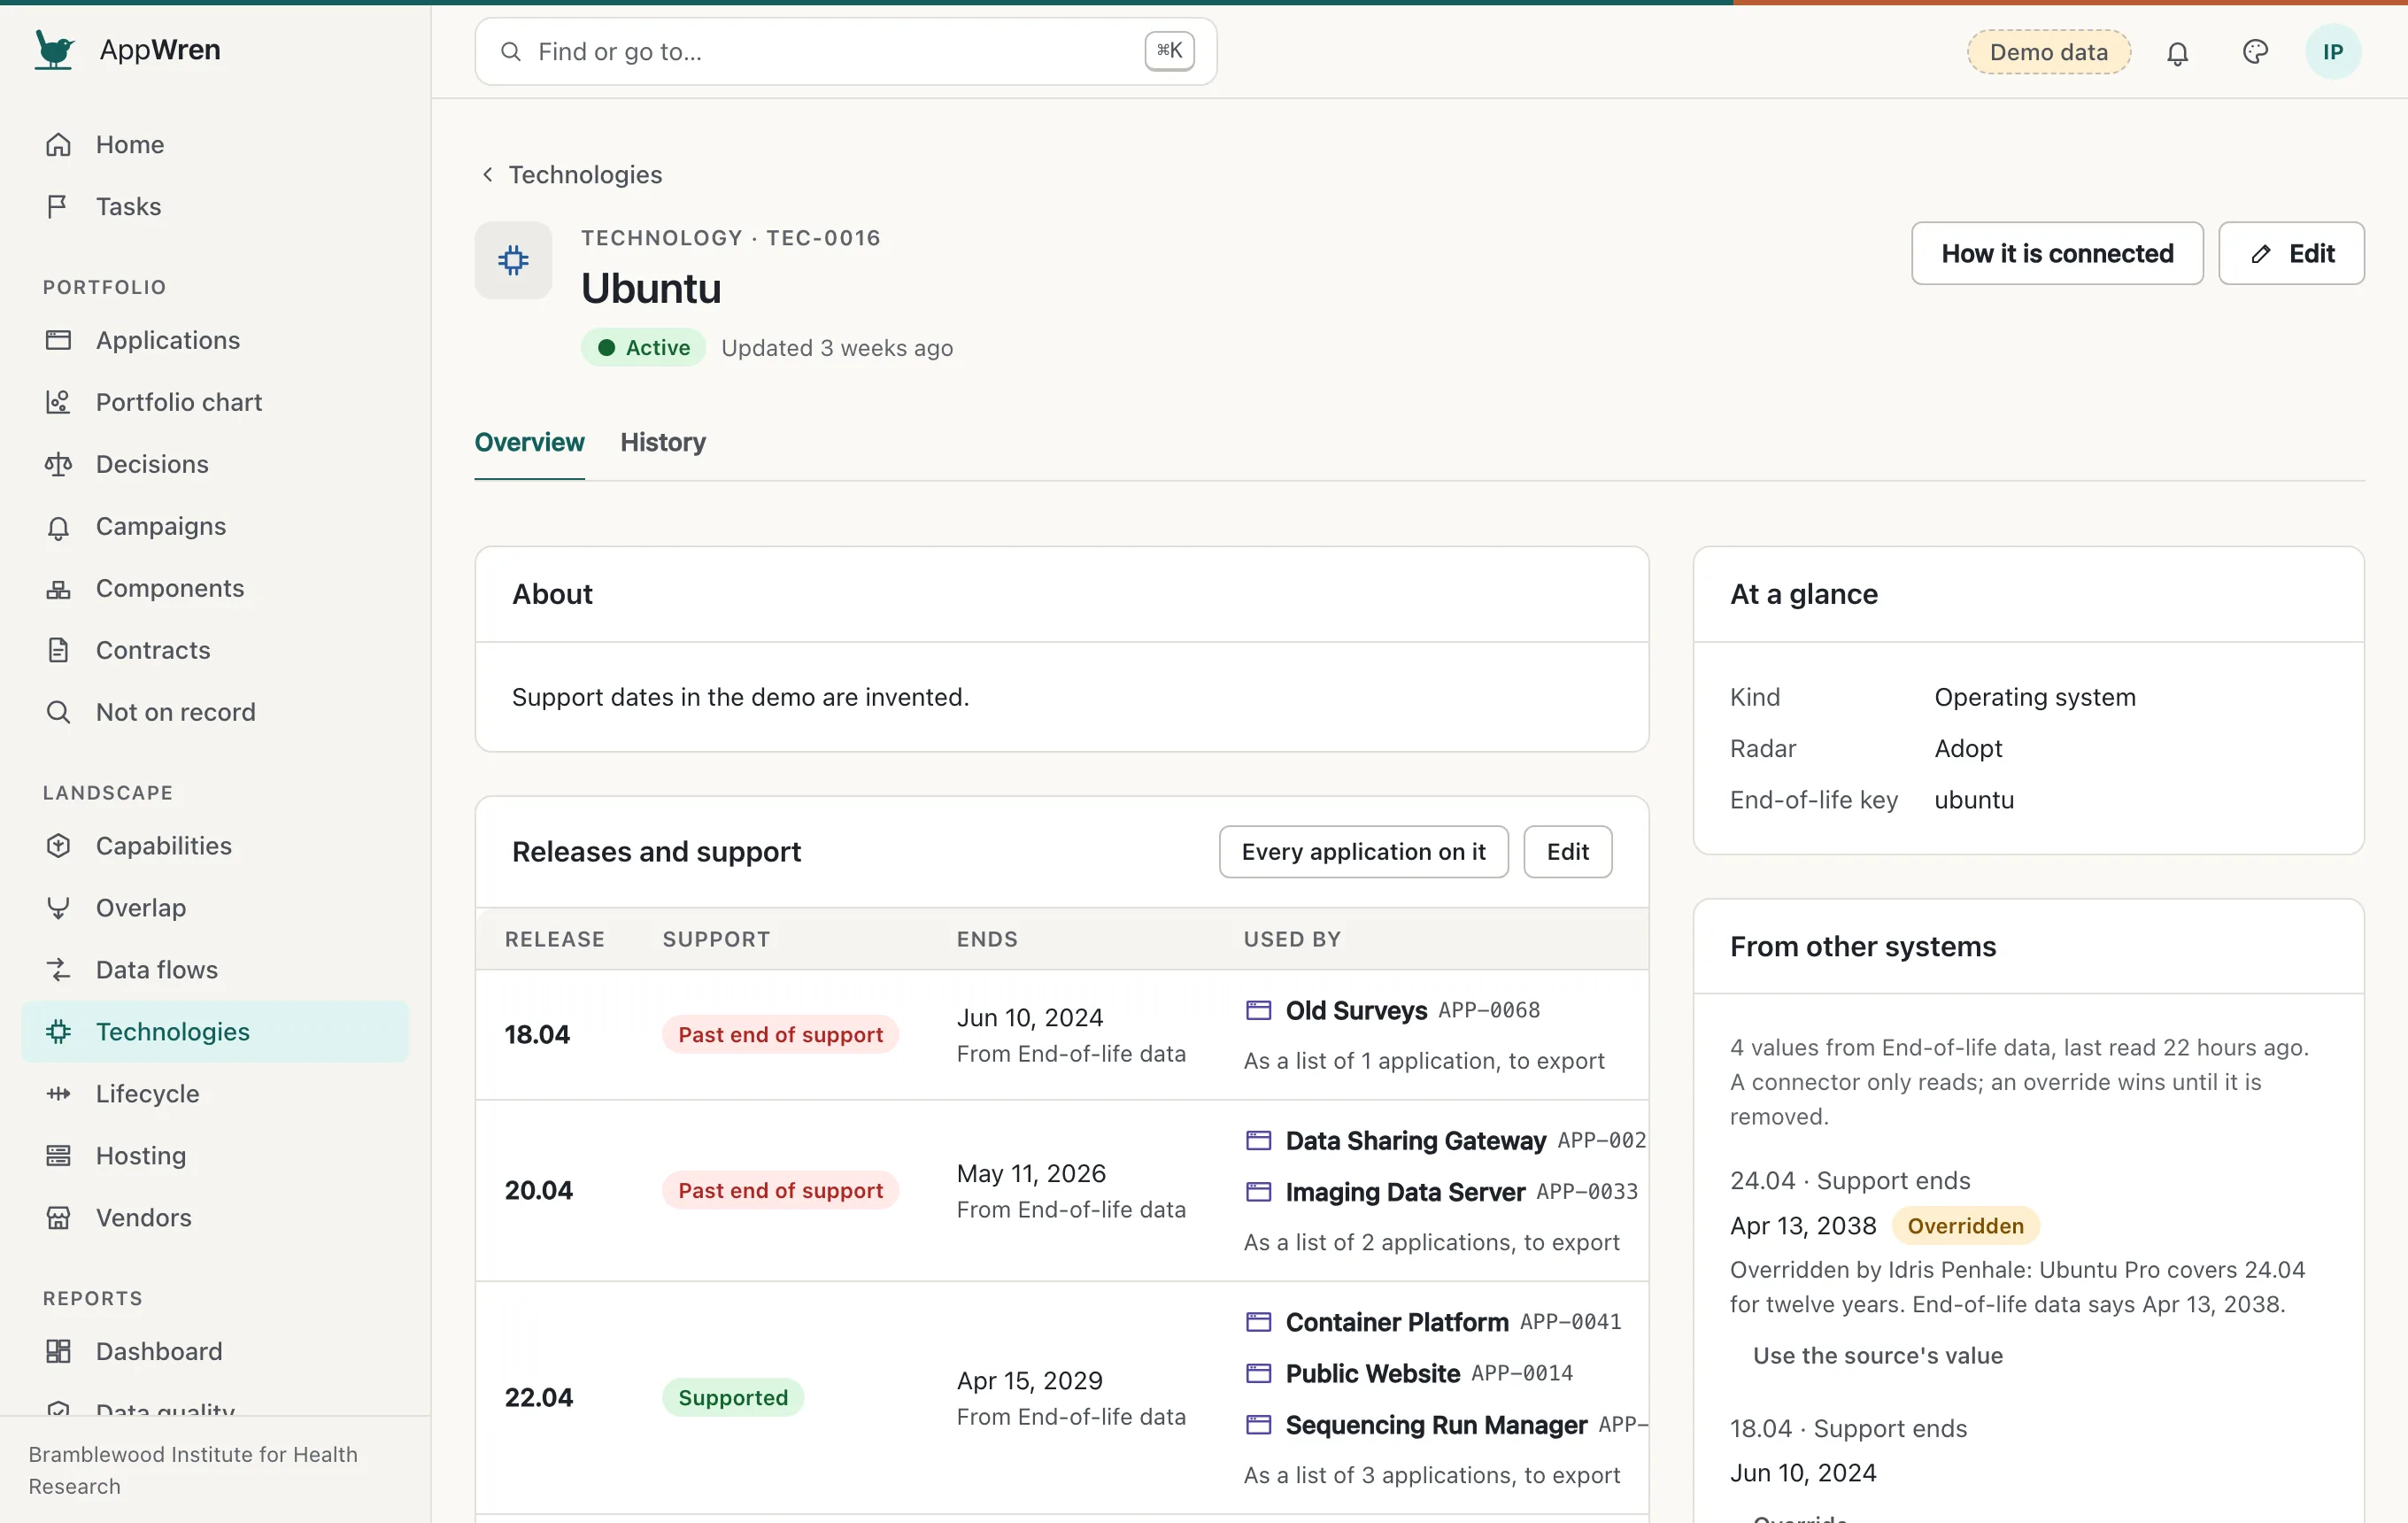 AppWren
Find or go to...
⌘K
Demo data
IP
Home
Tasks
PORTFOLIO
Applications
Portfolio chart
Decisions
Campaigns
Components
Contracts
Not on record
LANDSCAPE
Capabilities
Overlap
Data flows
Technologies
Lifecycle
Hosting
Vendors
REPORTS
Dashboard
Data quality
Bramblewood Institute for Health
Research
Technologies
TECHNOLOGY · TEC-0016
Ubuntu
Active
Updated 3 weeks ago
How it is connected
Edit
Overview
History
About
Support dates in the demo are invented.
Releases and support
Every application on it
Edit
RELEASE SUPPORT ENDS USED BY
18.04
Past end of support
Jun 10, 2024
From End-of-life data
Old Surveys APP-0068
As a list of 1 application, to export
20.04
Past end of support
May 11, 2026
From End-of-life data
Data Sharing Gateway APP-002
Imaging Data Server APP-0033
As a list of 2 applications, to export
22.04
Supported
Apr 15, 2029
From End-of-life data
Container Platform APP-0041
Public Website APP-0014
Sequencing Run Manager APP-
As a list of 3 applications, to export
At a glance
Kind Operating system
Radar Adopt
End-of-life key ubuntu
From other systems
4 values from End-of-life data, last read 22 hours ago.
A connector only reads; an override wins until it is
removed.
24.04 · Support ends
Apr 13, 2038 Overridden
Overridden by Idris Penhale: Ubuntu Pro covers 24.04
for twelve years. End-of-life data says Apr 13, 2038.
Use the source's value
18.04 · Support ends
Jun 10, 2024